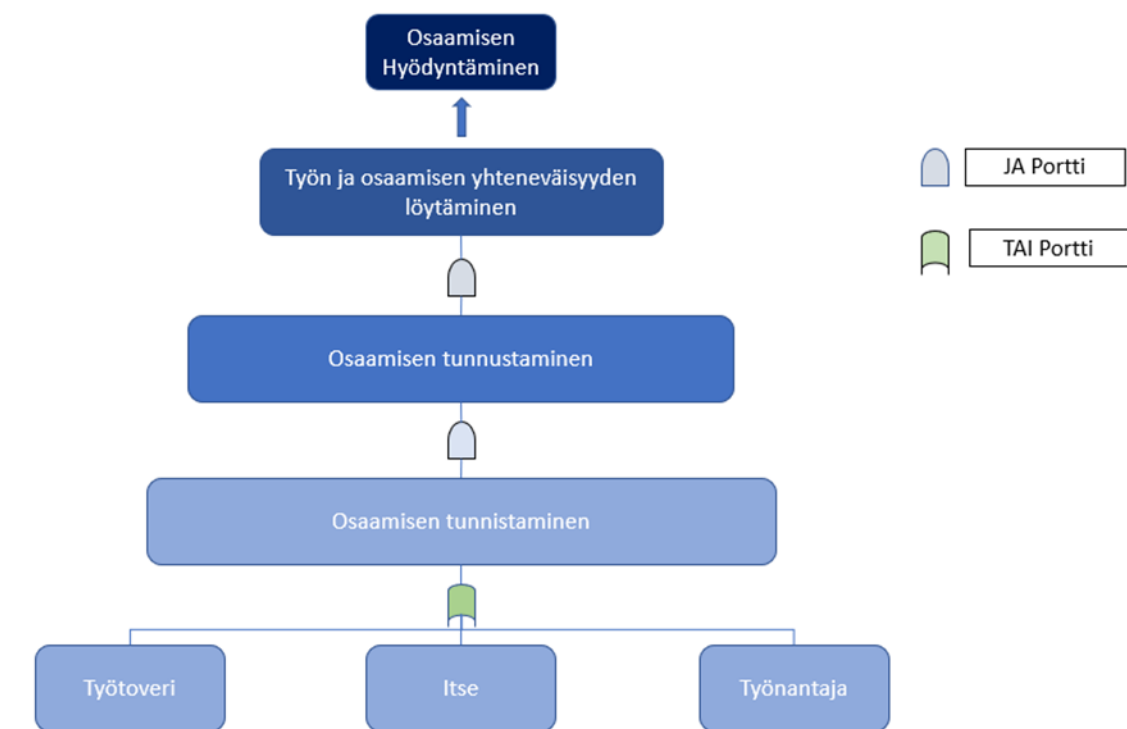 Osaamisen
Hyödyntäminen
Työn ja osaamisen yhteneväisyyden
löytäminen
JA Portti
TAI Portti
Osaamisen tunnustaminen
Osaamisen tunnistaminen
Työtoveri
Itse
Työnantaja